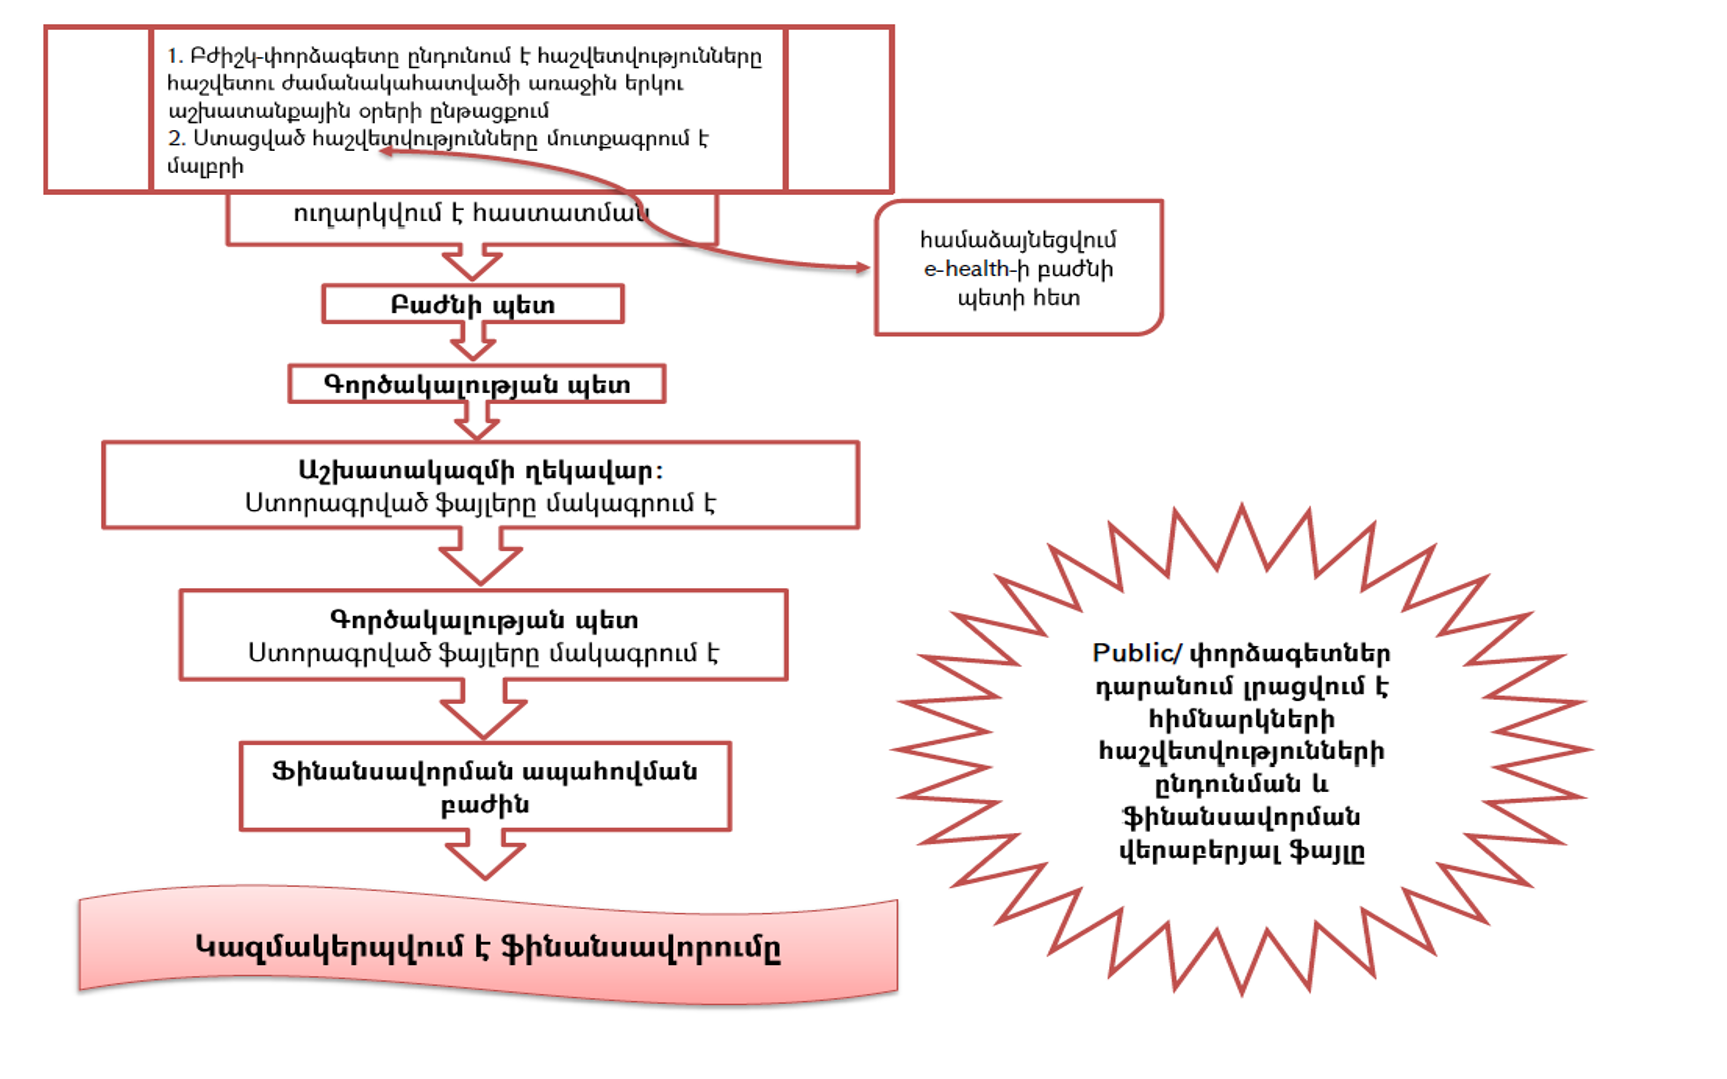 1. Բժիշկ-փորձագետը ընդունում է հաշվետվությունները
հաշվետու ժամանակահատվածի առաջին երկու
աշխատանքային օրերի ընթացքում
2. Ստացված հաշվետվությունները մուտքագրում է
մալբրի
ուղարկվում է հաստատման
համաձայնեցվում
e-health-ի բաժնի
պետի հետ
Բաժնի պետ
Գործակալության պետ
Աշխատակազմի ղեկավար:
Ստորագրված ֆայլերը մակագրում է
Գործակալության պետ
Ստորագրված ֆայլերը մակագրում է
Ֆինանսավորման ապահովման
բաժին
Կազմակերպվում է ֆինանսավորումը
Public/ փորձագետներ
դարանում լրացվում է
հիմնարկների
հաշվետվությունների
ընդունման և
ֆինանսավորման
վերաբերյալ ֆայլը